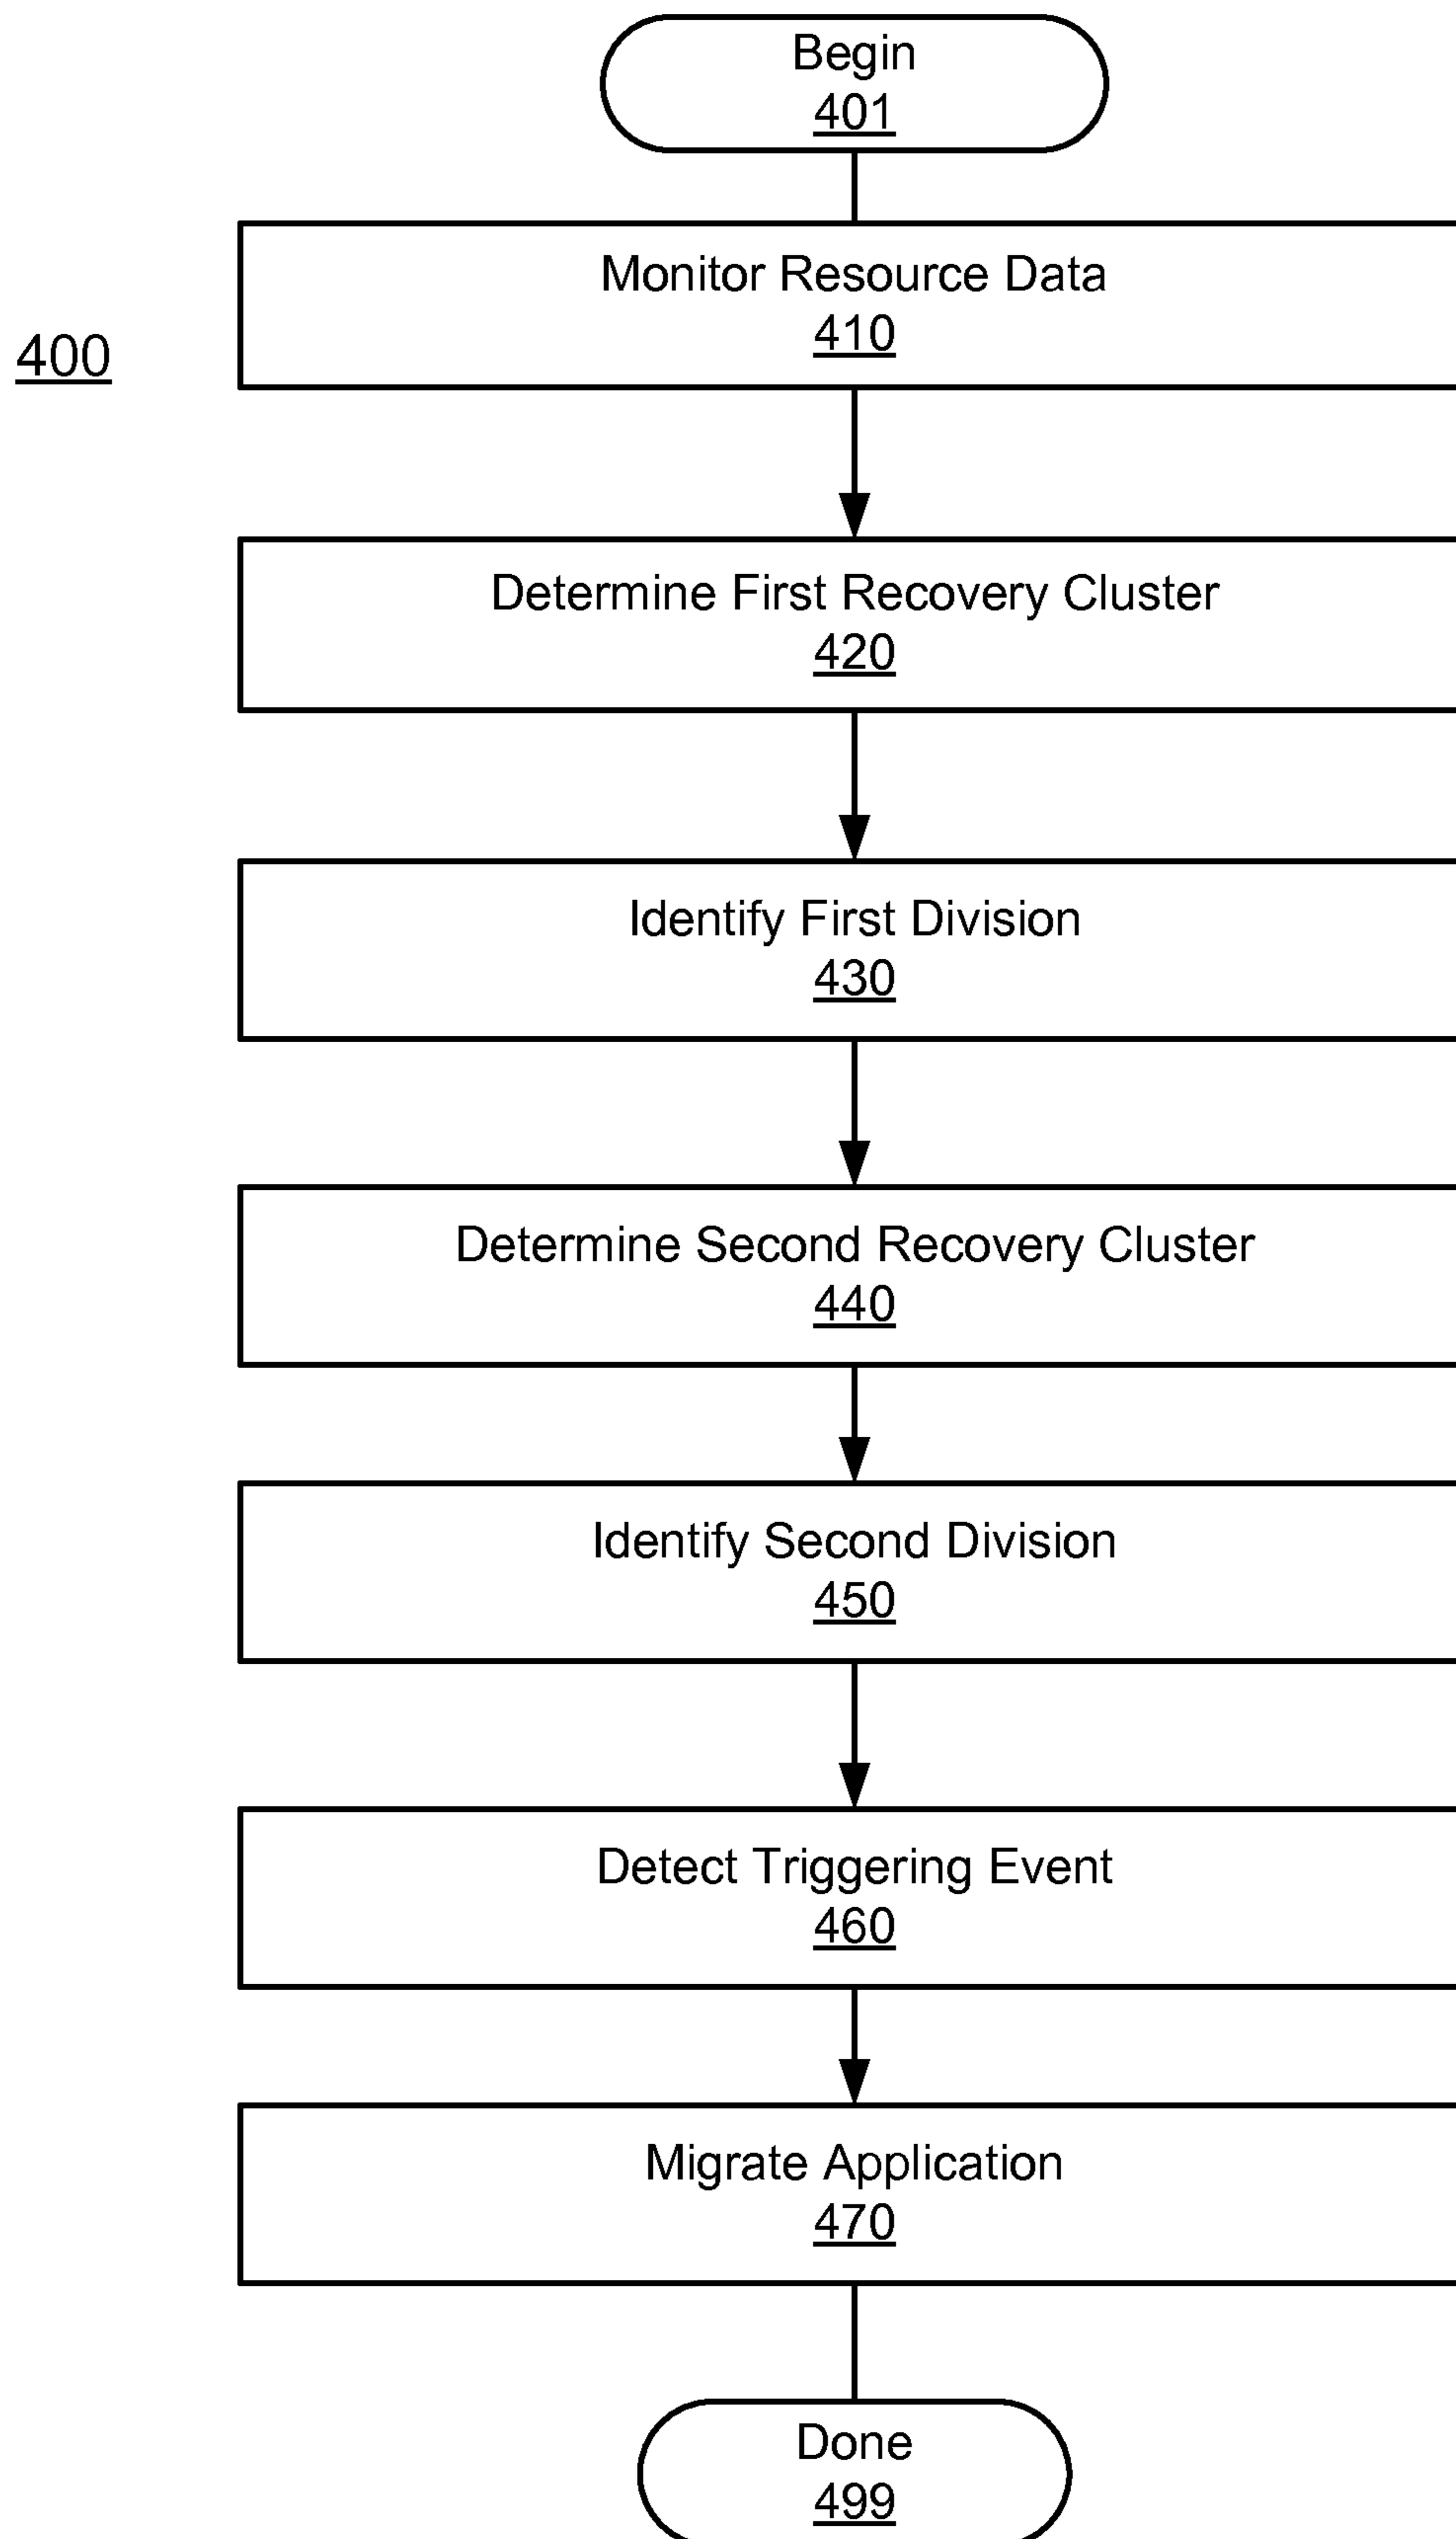 Begin
401
Monitor Resource Data
410
400
Determine First Recovery Cluster
420
Identify First Division
430
Determine Second Recovery Cluster
440
Identify Second Division
450
Detect Triggering Event
460
Migrate Application
470
Done
499